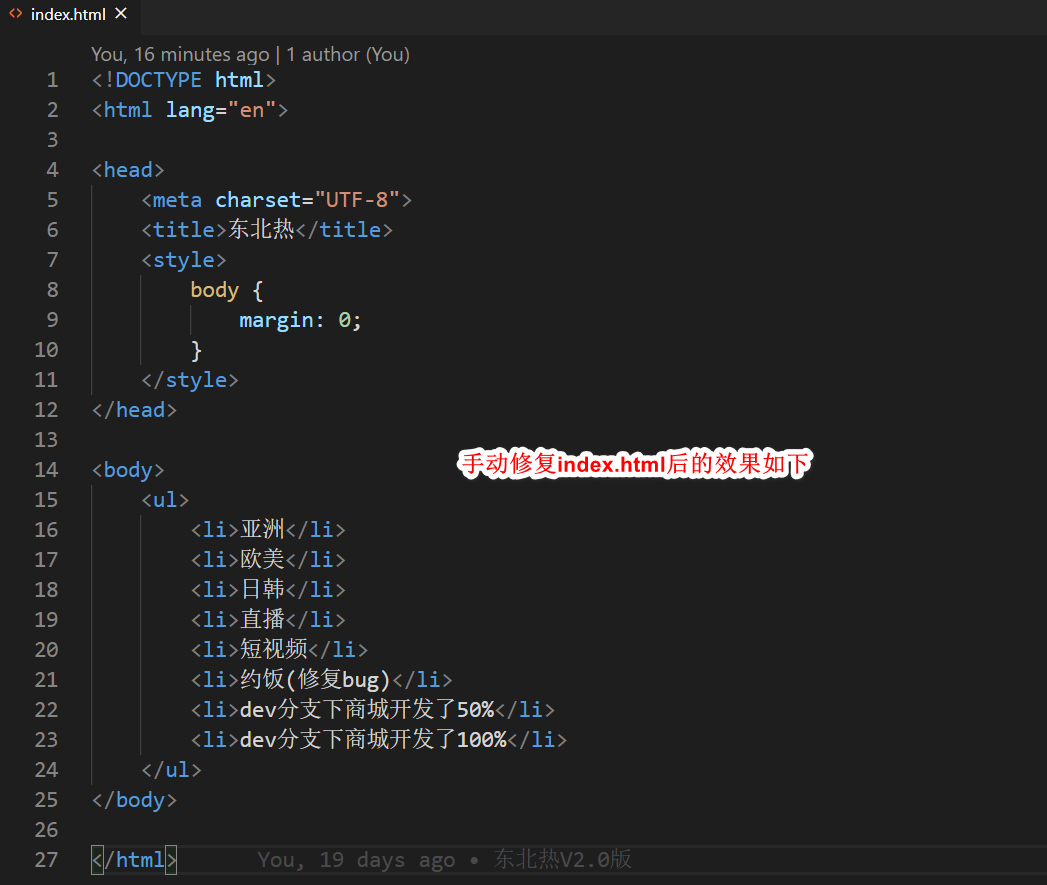 index.html
You, 16 minutes ago | 1 author (You)
1 <!DOCTYPE html>
2 <html lang="en">
3
4 <head>
5 <meta charset="UTF-8">
6 <title>东北热</title>
7 <style>
8 body {
9 margin: 0;
10 }
11 </style>
12 </head>
13
手动修复index.html后的效果如下
14 <body>
15 <ul>
16 <li>亚洲</li>
17 <li>欧美</li>
18 <li>日韩</li>
19 <li>直播</li>
20 <li>短视频</li>
21 <li>约饭(修复bug)</li>
22 <li>dev分支下商城开发了50%</li>
23 <li>dev分支下商城开发了100%</li>
24 </ul>
25 </body>
26
27 </html> You, 19 days ago • 东北热V2.0版